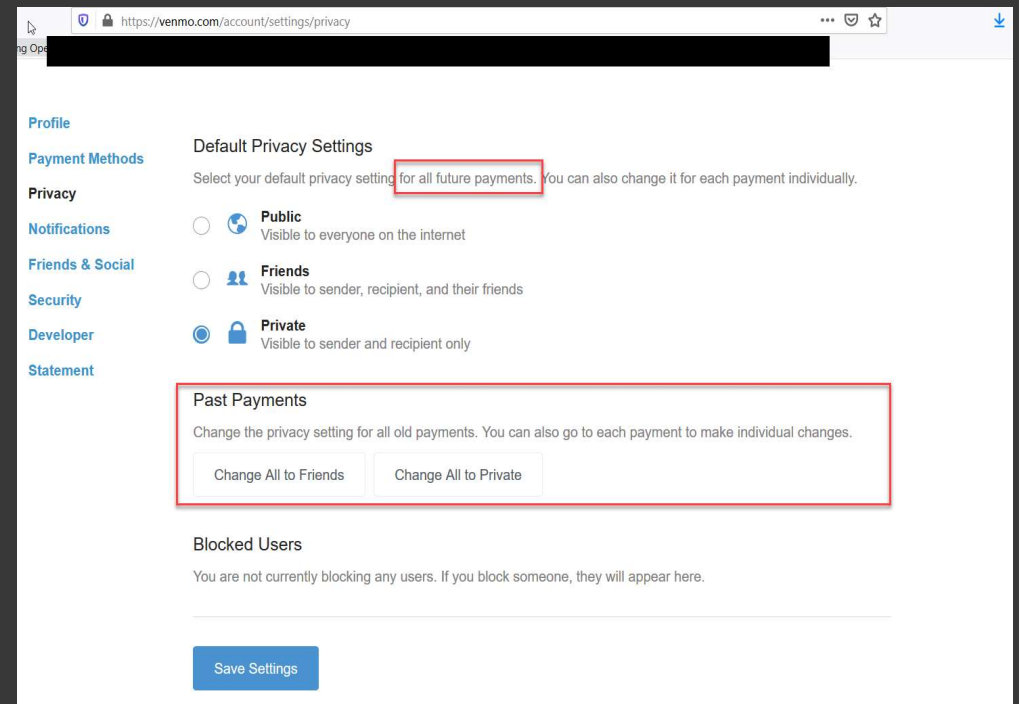 https://venmo.com/account/settings/privacy
ng Ope
Profile
Payment Methods
Privacy
Notifications
Friends & Social
Security
Developer
Statement
Default Privacy Settings
Select your default privacy setting for all future payments. You can also change it for each payment individually.
Public
Visible to everyone on the internet
Friends
Visible to sender, recipient, and their friends
Private
Visible to sender and recipient only
Past Payments
Change the privacy setting for all old payments. You can also go to each payment to make individual changes.
Change All to Friends Change All to Private
Blocked Users
You are not currently blocking any users. If you block someone, they will appear here.
Save Settings